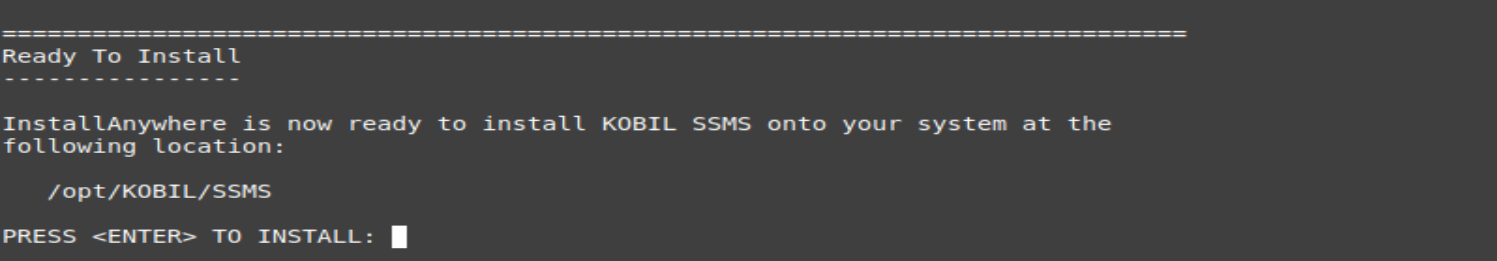 ===============================================================================
Ready To Install
----------------
InstallAnywhere is now ready to install KOBIL SSMS onto your system at the
following location:
/opt/KOBIL/SSMS
PRESS <ENTER> TO INSTALL: